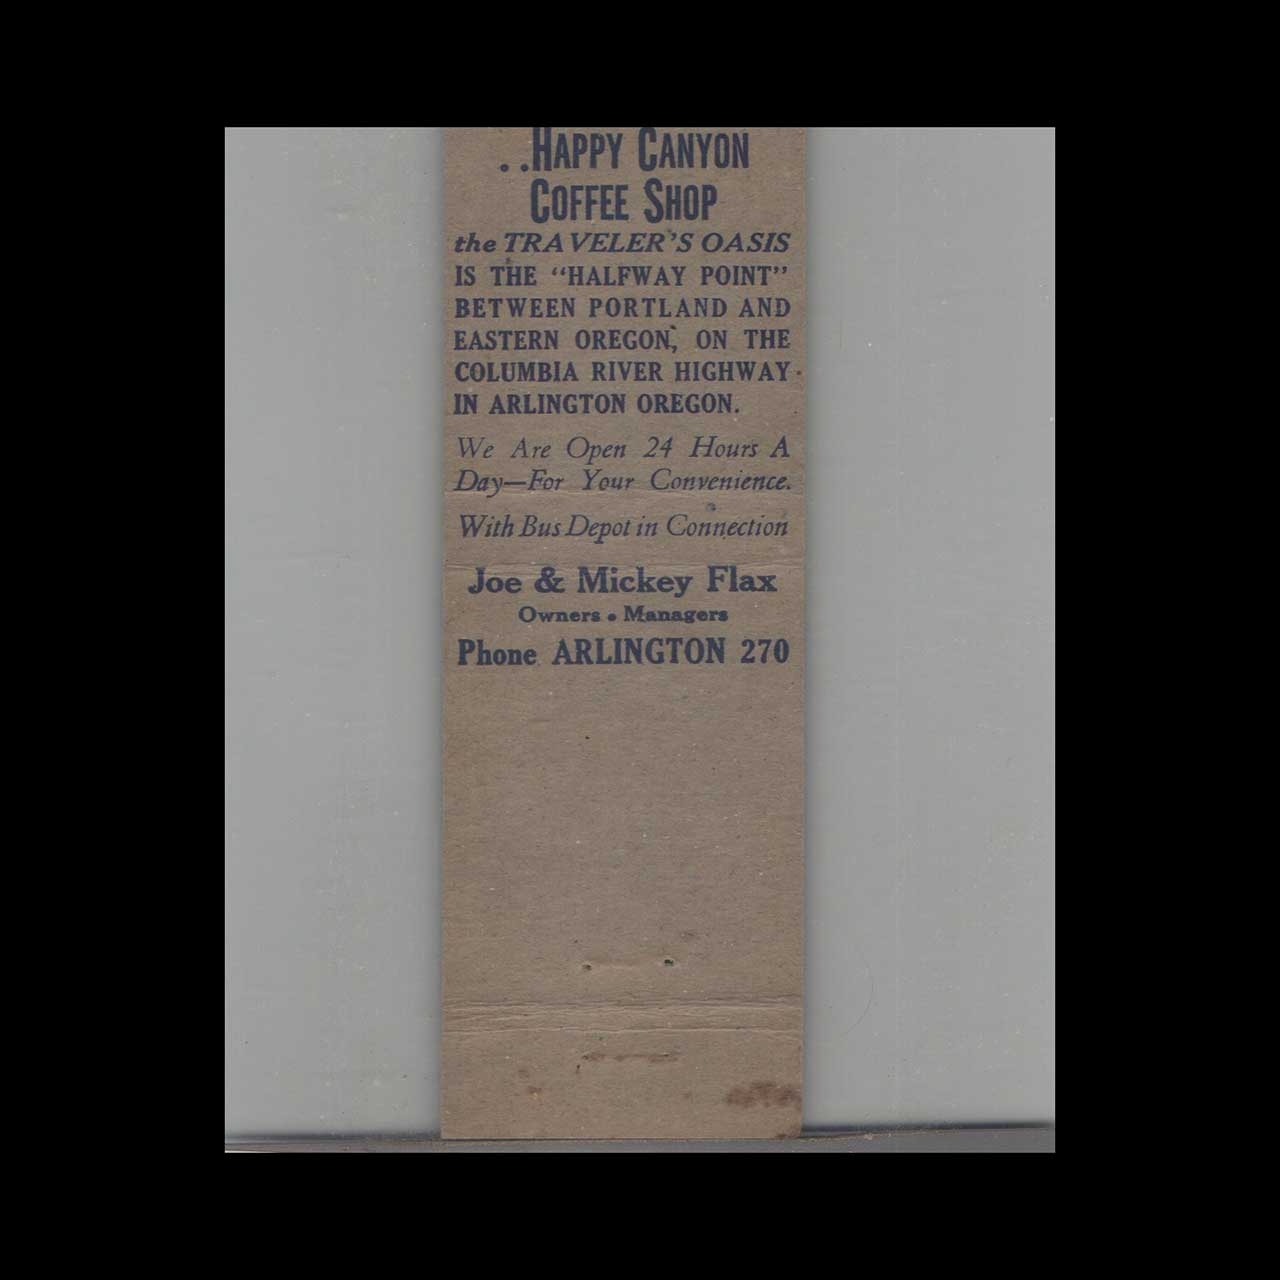 ..HAPPY CANYON
COFFEE SHOP
the TRAVELER'S OASIS
IS THE “HALFWAY POINT”
BETWEEN PORTLAND AND
EASTERN OREGON, ON THE
COLUMBIA RIVER HIGHWAY
IN ARLINGTON OREGON.
We Are Open 24 Hours A
Day—For Your Convenience.
With Bus Depot in Connection
Joe & Mickey Flax
Owners • Managers
Phone ARLINGTON 270